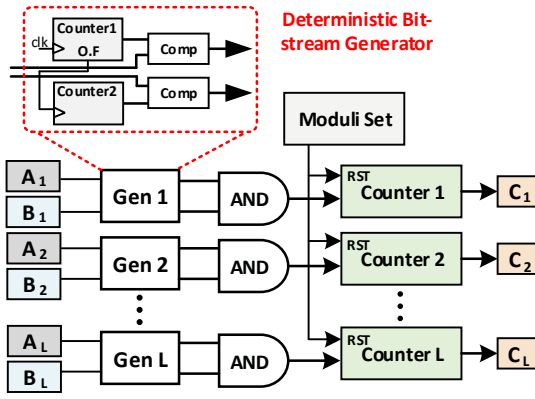 Deterministic Bit-
stream Generator
clk
Counter1
O.F
Comp
Counter2
Comp
Moduli Set
A1
B1
Gen 1
AND
RST
Counter 1
C1
A2
B2
Gen 2
AND
RST
Counter 2
C2
AL
BL
Gen L
AND
RST
Counter L
CL